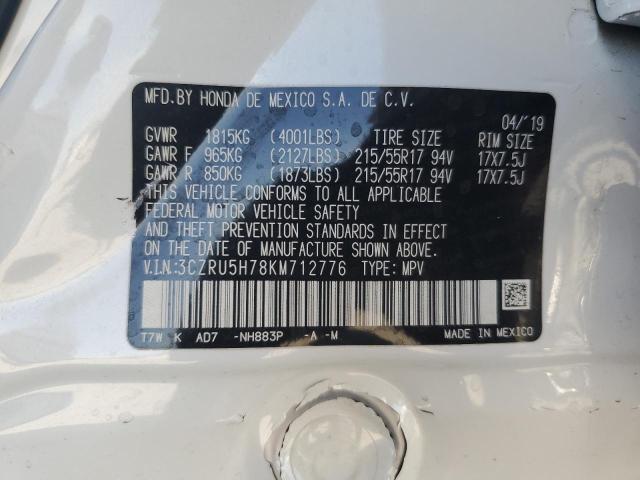 MFD.BY HONDA DE MEXICO S.A. DE C.V.
04/'19
GVWR 1815KG (4001LBS) TIRE SIZE RIM SIZE
GAWR F 965KG (2127LBS) 215/55R17 94V 17X7.5J
GAWR R 850KG (1873LBS) 215/55R17 94V 17X7.5J
THIS VEHICLE CONFORMS TO ALL APPLICABLE
FEDERAL MOTOR VEHICLE SAFETY
AND THEFT PREVENTION STANDARDS IN EFFECT
ON THE DATE OF MANUFACTURE SHOWN ABOVE.
V.I.N.:3CZRU5H78KM712776 TYPE: MPV
T7W K AD7 -NH883P -A -M
MADE IN MEXICO